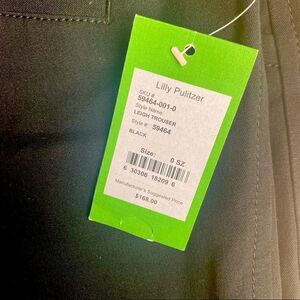 Lilly Pulitzer
SKU #
59464-001-0
Style Name:
LEIGH TROUSER
Style #: 59464
BLACK
Size: 0 SZ
6 30306 18209 6
Manufacturer's Suggested Price
$168.00